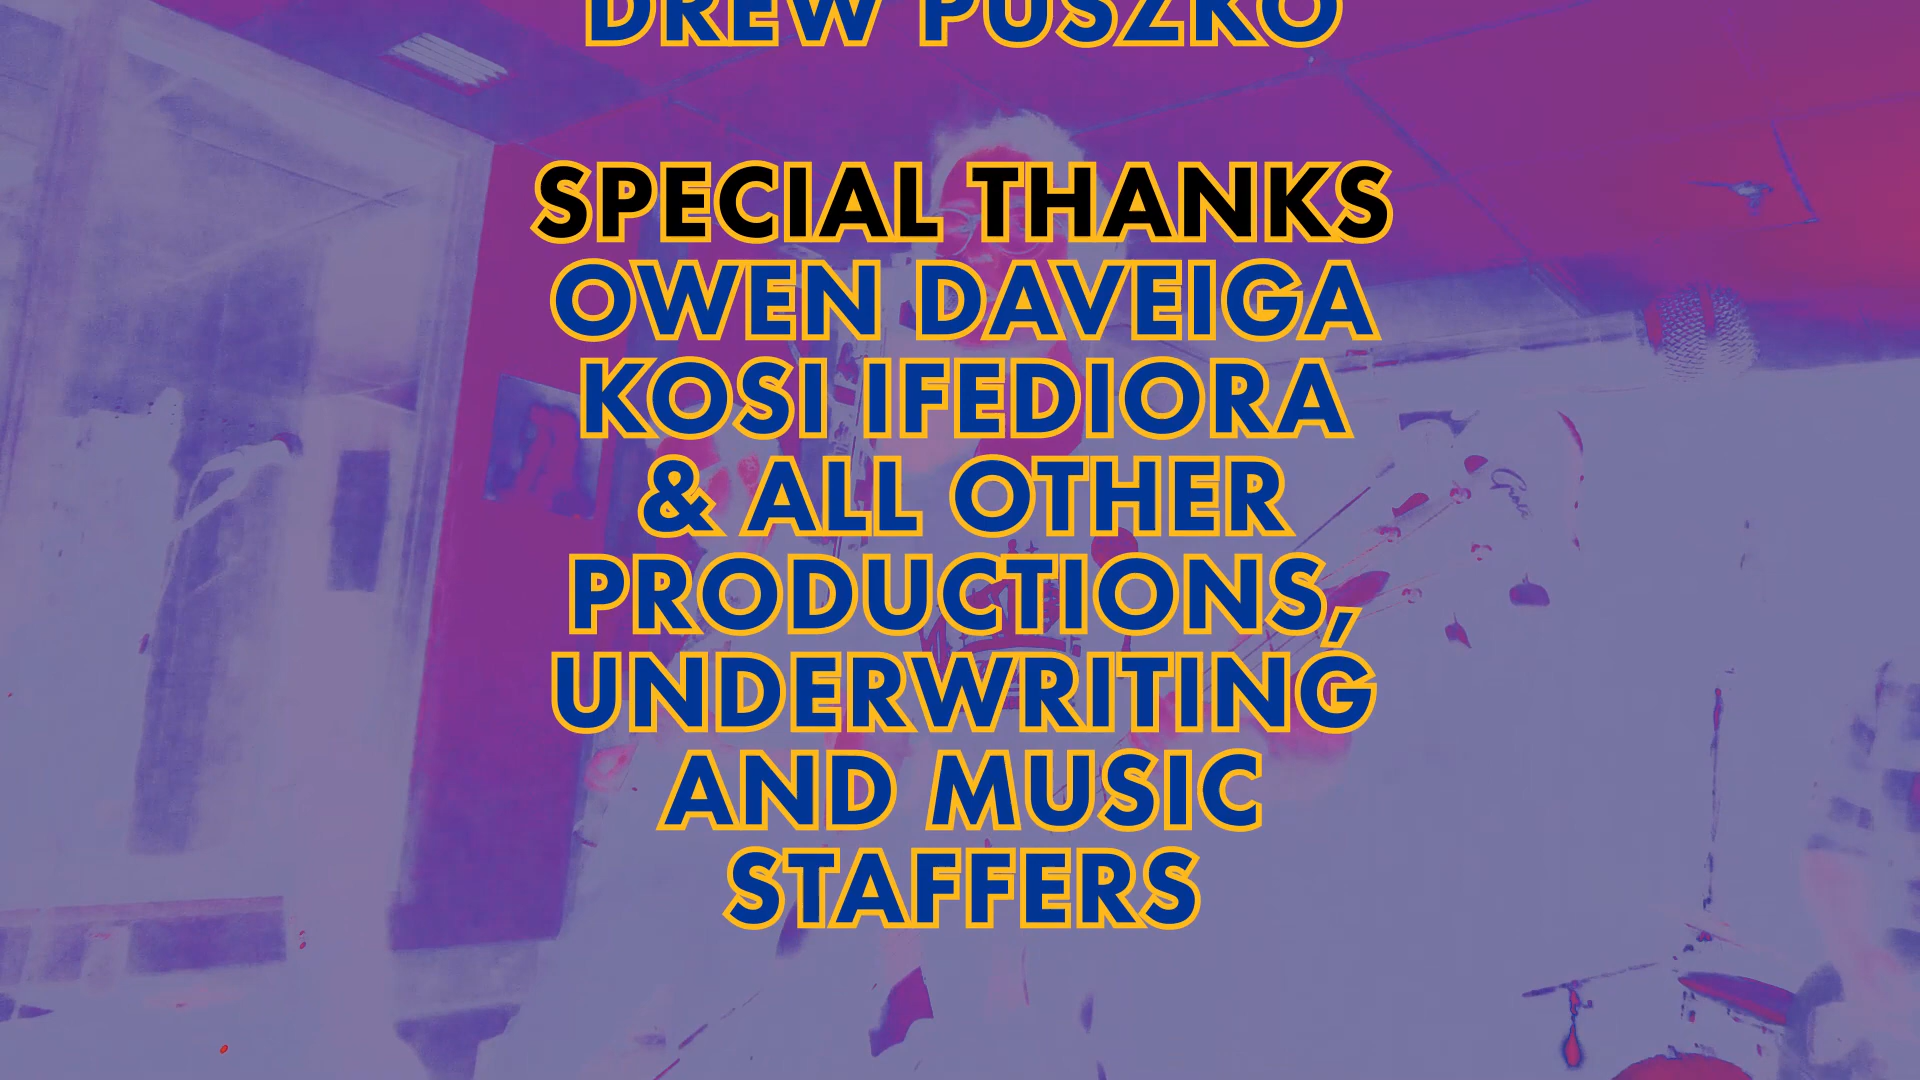 DREW PUSZKO
SPECIAL THANKS
OWEN DAVEIGA
KOSI IFEDIORA
& ALL OTHER
PRODUCTIONS,
UNDERWRITING
AND MUSIC
STAFFERS